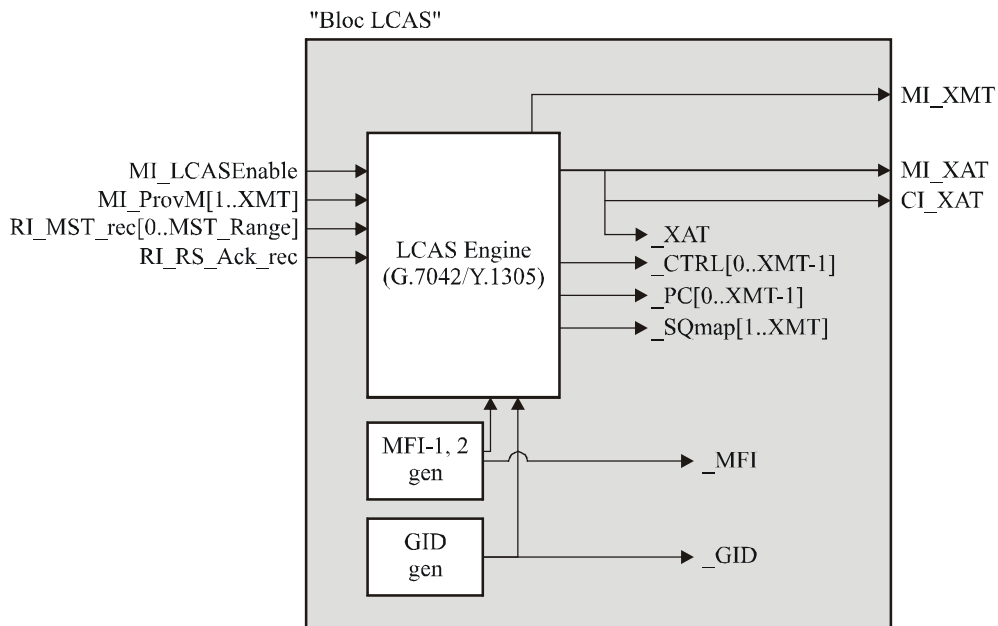 "Bloc LCAS"
MI_XMT
MI_LCASEnable
MI_ProvM[1..XMT]
RI_MST_rec[0..MST_Range]
RI_RS_Ack_rec
LCAS Engine
(G.7042/Y.1305)
MI_XAT
CI_XAT
_XAT
_CTRL[0..XMT-1]
_PC[0..XMT-1]
_SQmap[1..XMT]
MFI-1, 2
gen
_MFI
GID
gen
_GID